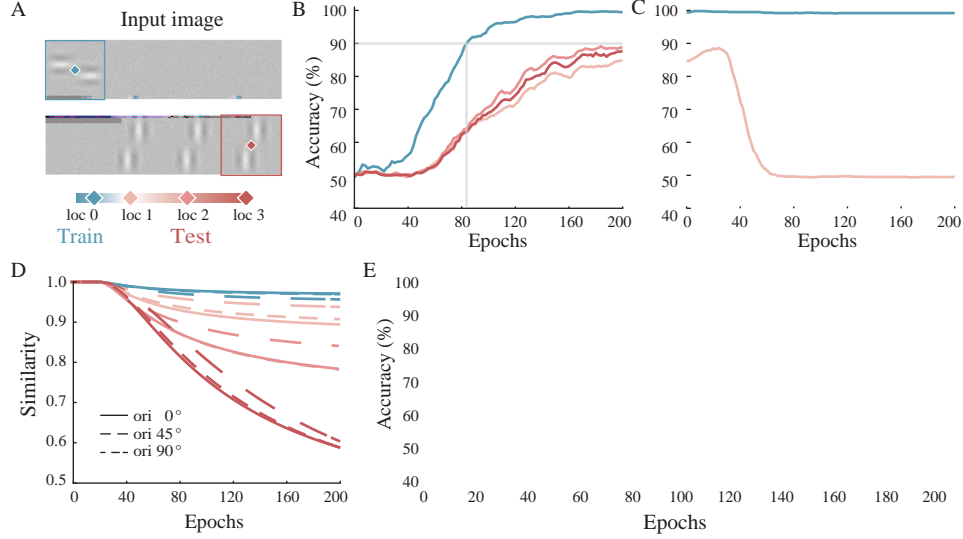 A
Input image
loc 0 loc 1 loc 2 loc 3
Train Test
B
Accuracy (%)
100
90
80
70
60
50
40
0 40 80 120 160 200
Epochs
C
100
90
80
70
60
50
40
0 40 80 120 160 200
Epochs
D
Similarity
1.0
0.9
0.8
0.7
0.6
0.5
ori 0°
ori 45°
ori 90°
0 40 80 120 160 200
Epochs
E
Accuracy (%)
100
90
80
70
60
50
40
0 20 40 60 80 100 120 140 160 180 200
Epochs